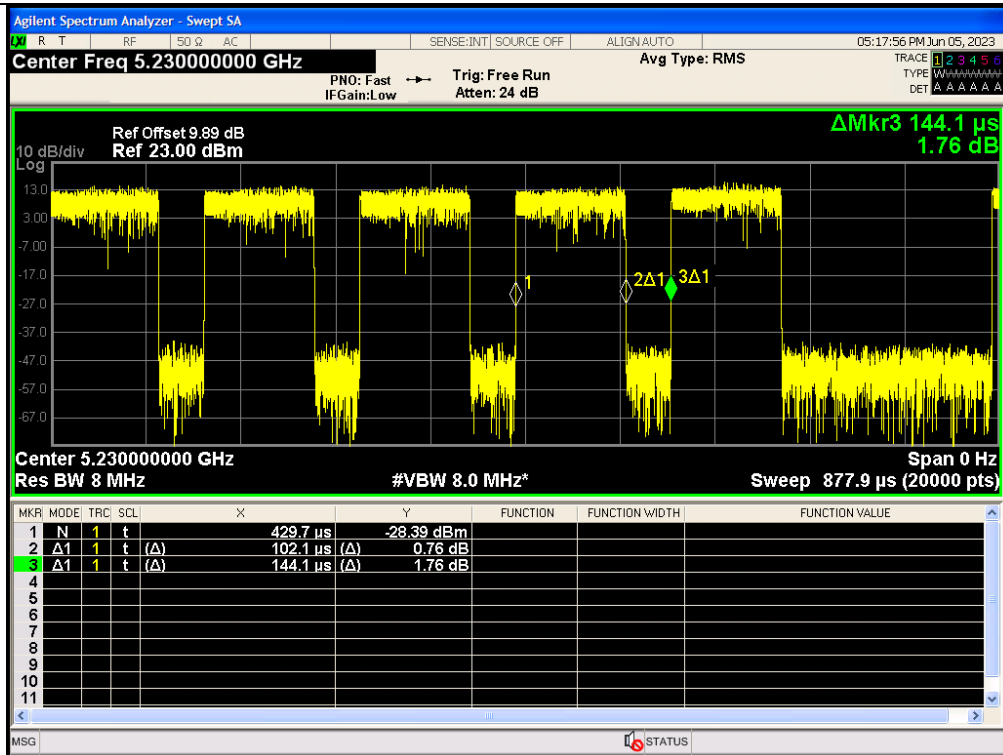 Agilent Spectrum Analyzer - Swept SA
LXI R T RF 50 Ω AC SENSE:INT SOURCE OFF ALIGN AUTO 05:17:56 PM Jun 05, 2023
Center Freq 5.230000000 GHz Avg Type: RMS TRACE 1 2 3 4 5 6
PNO: Fast Trig: Free Run TYPE WWWWWW
IFGain:Low Atten: 24 dB DET A A A A A A
ΔMkr3 144.1 µs
Ref Offset 9.89 dB
10 dB/div Ref 23.00 dBm 1.76 dB
Log
13.0
3.00
-7.00
-17.0
1 2Δ1 3Δ1
-27.0
-37.0
-47.0
-57.0
-67.0
Center 5.230000000 GHz Span 0 Hz
Res BW 8 MHz #VBW 8.0 MHz* Sweep 877.9 µs (20000 pts)
MKR MODE TRC SCL X Y FUNCTION FUNCTION WIDTH FUNCTION VALUE
1 N 1 t 429.7 µs -28.39 dBm
2 Δ1 1 t (Δ) 102.1 µs (Δ) 0.76 dB
3 Δ1 1 t (Δ) 144.1 µs (Δ) 1.76 dB
4
5
6
7
8
9
10
11
MSG STATUS